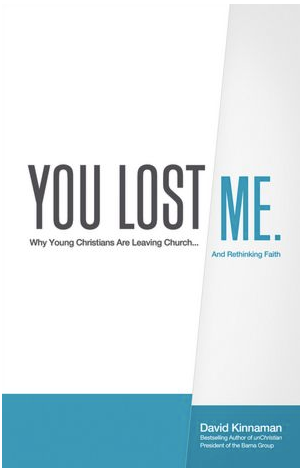 YOU LOST ME.
Why Young Christians Are Leaving Church... And Rethinking Faith
David Kinnaman
Bestselling Author of unChristian
President of the Barna Group